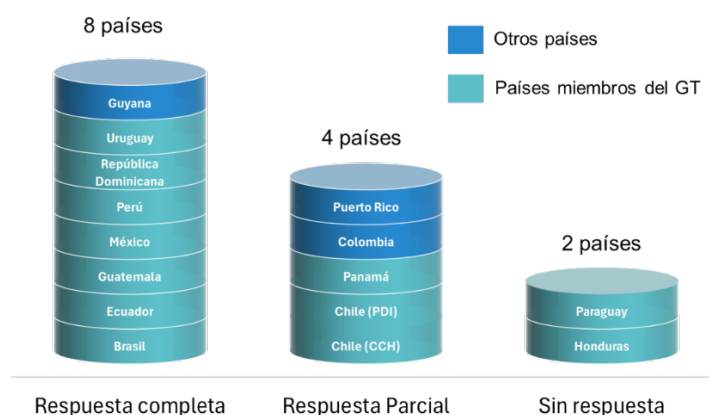 8 países
Otros países
Países miembros del GT
Guyana
Uruguay
República
Dominicana
Perú
México
Guatemala
Ecuador
Brasil
4 países
Puerto Rico
Colombia
Panamá
Chile (PDI)
Chile (CCH)
2 países
Paraguay
Honduras
Respuesta completa
Respuesta Parcial
Sin respuesta